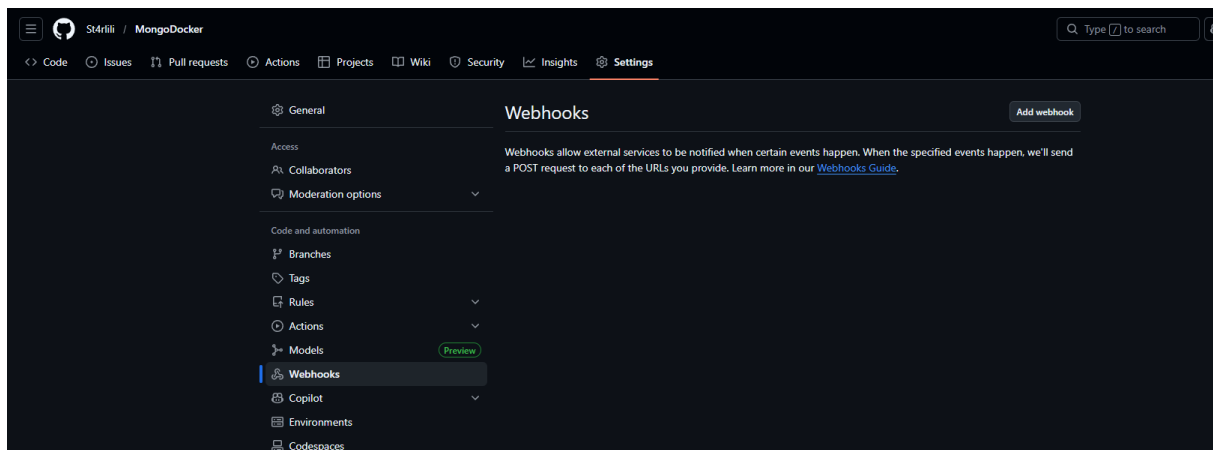 St4rlili / MongoDocker
Type / to search
Code Issues Pull requests Actions Projects Wiki Security Insights Settings
General
Access
Collaborators
Moderation options
Code and automation
Branches
Tags
Rules
Actions
Models Preview
Webhooks
Copilot
Environments
Codespaces
Webhooks
Add webhook
Webhooks allow external services to be notified when certain events happen. When the specified events happen, we'll send
a POST request to each of the URLs you provide. Learn more in our Webhooks Guide.